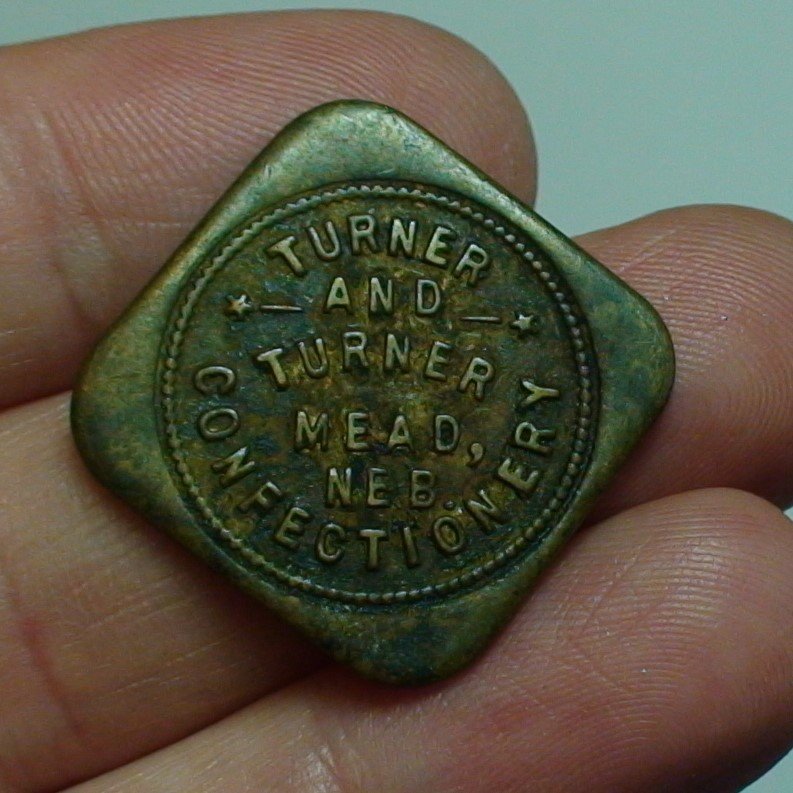 TURNER
AND
TURNER
MEAD,
NEB.
CONFECTIONERY